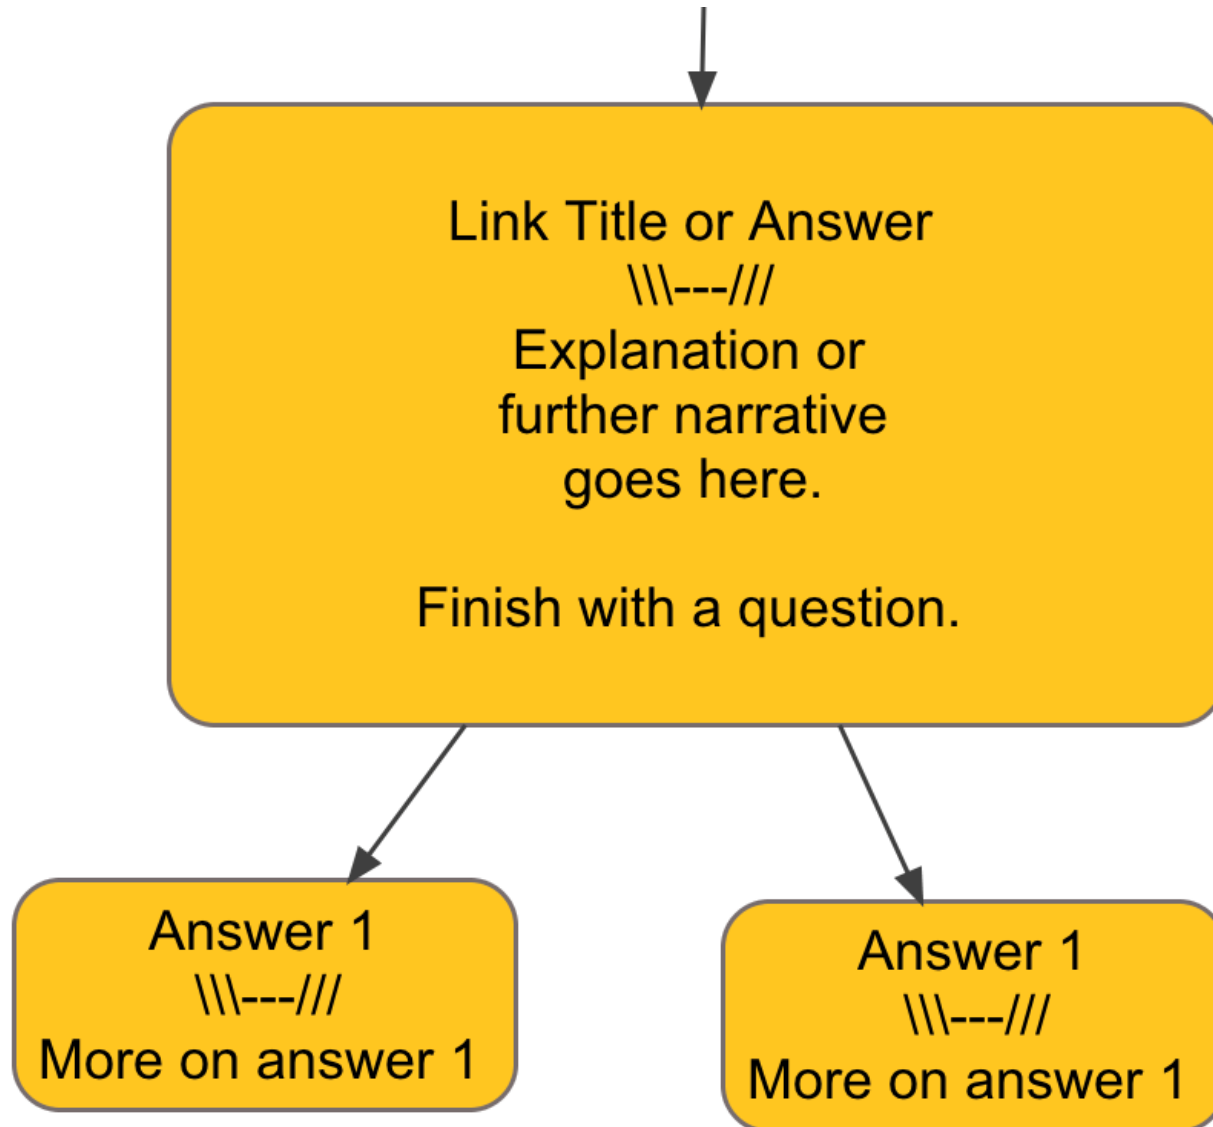 Link Title or Answer
\\\---///
Explanation or
further narrative
goes here.
Finish with a question.
Answer 1
\\\---///
More on answer 1
Answer 1
\\\---///
More on answer 1